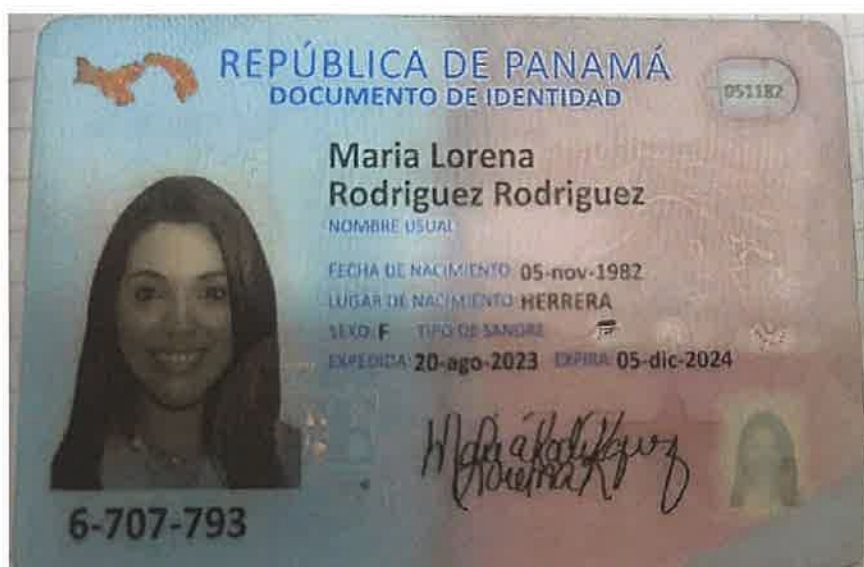 REPÚBLICA DE PANAMÁ
DOCUMENTO DE IDENTIDAD
051182
Maria Lorena
Rodriguez Rodriguez
NOMBRE USUAL
FECHA DE NACIMIENTO: 05-nov-1982
LUGAR DE NACIMIENTO: HERRERA
SEXO: F TIPO DE SANGRE
EXPEDIDA: 20-ago-2023 EXPIRA: 05-dic-2024
6-707-793